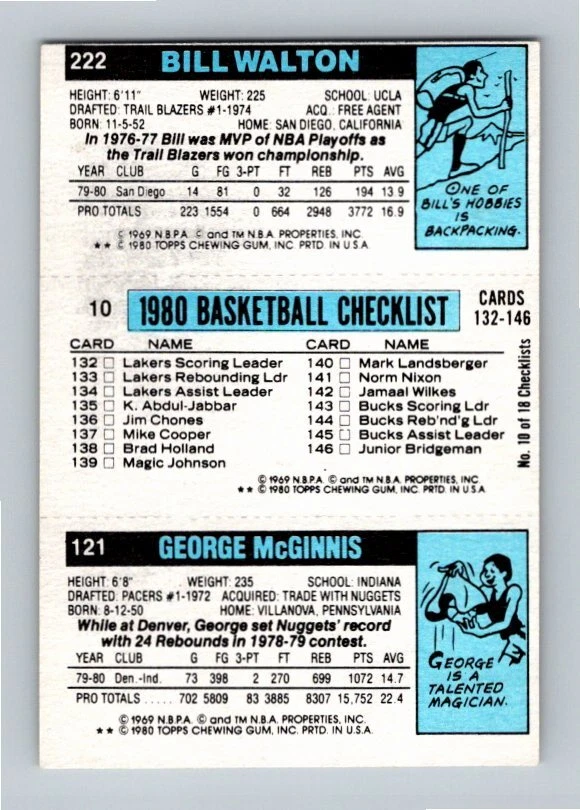 222 BILL WALTON
HEIGHT: 6'11" WEIGHT: 225 SCHOOL: UCLA
DRAFTED: TRAIL BLAZERS #1-1974 ACQ.: FREE AGENT
BORN: 11-5-52 HOME: SAN DIEGO, CALIFORNIA
In 1976-77 Bill was MVP of NBA Playoffs as
the Trail Blazers won championship.
YEAR CLUB G FG 3-PT FT REB PTS AVG
79-80 San Diego 14 81 0 32 126 194 13.9
PRO TOTALS 223 1554 0 664 2948 3772 16.9
© 1969 N.B.P.A. © and TM N.B.A. PROPERTIES, INC.
★★ © 1980 TOPPS CHEWING GUM, INC. PRTD. IN U.S.A.
ONE OF
BILL'S HOBBIES
IS
BACKPACKING.
10 1980 BASKETBALL CHECKLIST CARDS
132-146
CARD NAME
132 □ Lakers Scoring Leader
133 □ Lakers Rebounding Ldr
134 □ Lakers Assist Leader
135 □ K. Abdul-Jabbar
136 □ Jim Chones
137 □ Mike Cooper
138 □ Brad Holland
139 □ Magic Johnson
CARD NAME
140 □ Mark Landsberger
141 □ Norm Nixon
142 □ Jamaal Wilkes
143 □ Bucks Scoring Ldr
144 □ Bucks Reb'nd'g Ldr
145 □ Bucks Assist Leader
146 □ Junior Bridgeman
No. 10 of 18 Checklists
© 1969 N.B.P.A. © and TM N.B.A. PROPERTIES, INC.
★★ © 1980 TOPPS CHEWING GUM, INC. PRTD. IN U.S.A.
121 GEORGE McGINNIS
HEIGHT: 6'8" WEIGHT: 235 SCHOOL: INDIANA
DRAFTED: PACERS #1-1972 ACQUIRED: TRADE WITH NUGGETS
BORN: 8-12-50 HOME: VILLANOVA, PENNSYLVANIA
While at Denver, George set Nuggets' record
with 24 Rebounds in 1978-79 contest.
YEAR CLUB G FG 3-PT FT REB PTS AVG
79-80 Den.-Ind. 73 398 2 270 699 1072 14.7
PRO TOTALS ..... 702 5809 83 3885 8307 15,752 22.4
© 1969 N.B.P.A. © and TM N.B.A. PROPERTIES, INC.
★★ © 1980 TOPPS CHEWING GUM, INC. PRTD. IN U.S.A.
GEORGE
IS A
TALENTED
MAGICIAN.